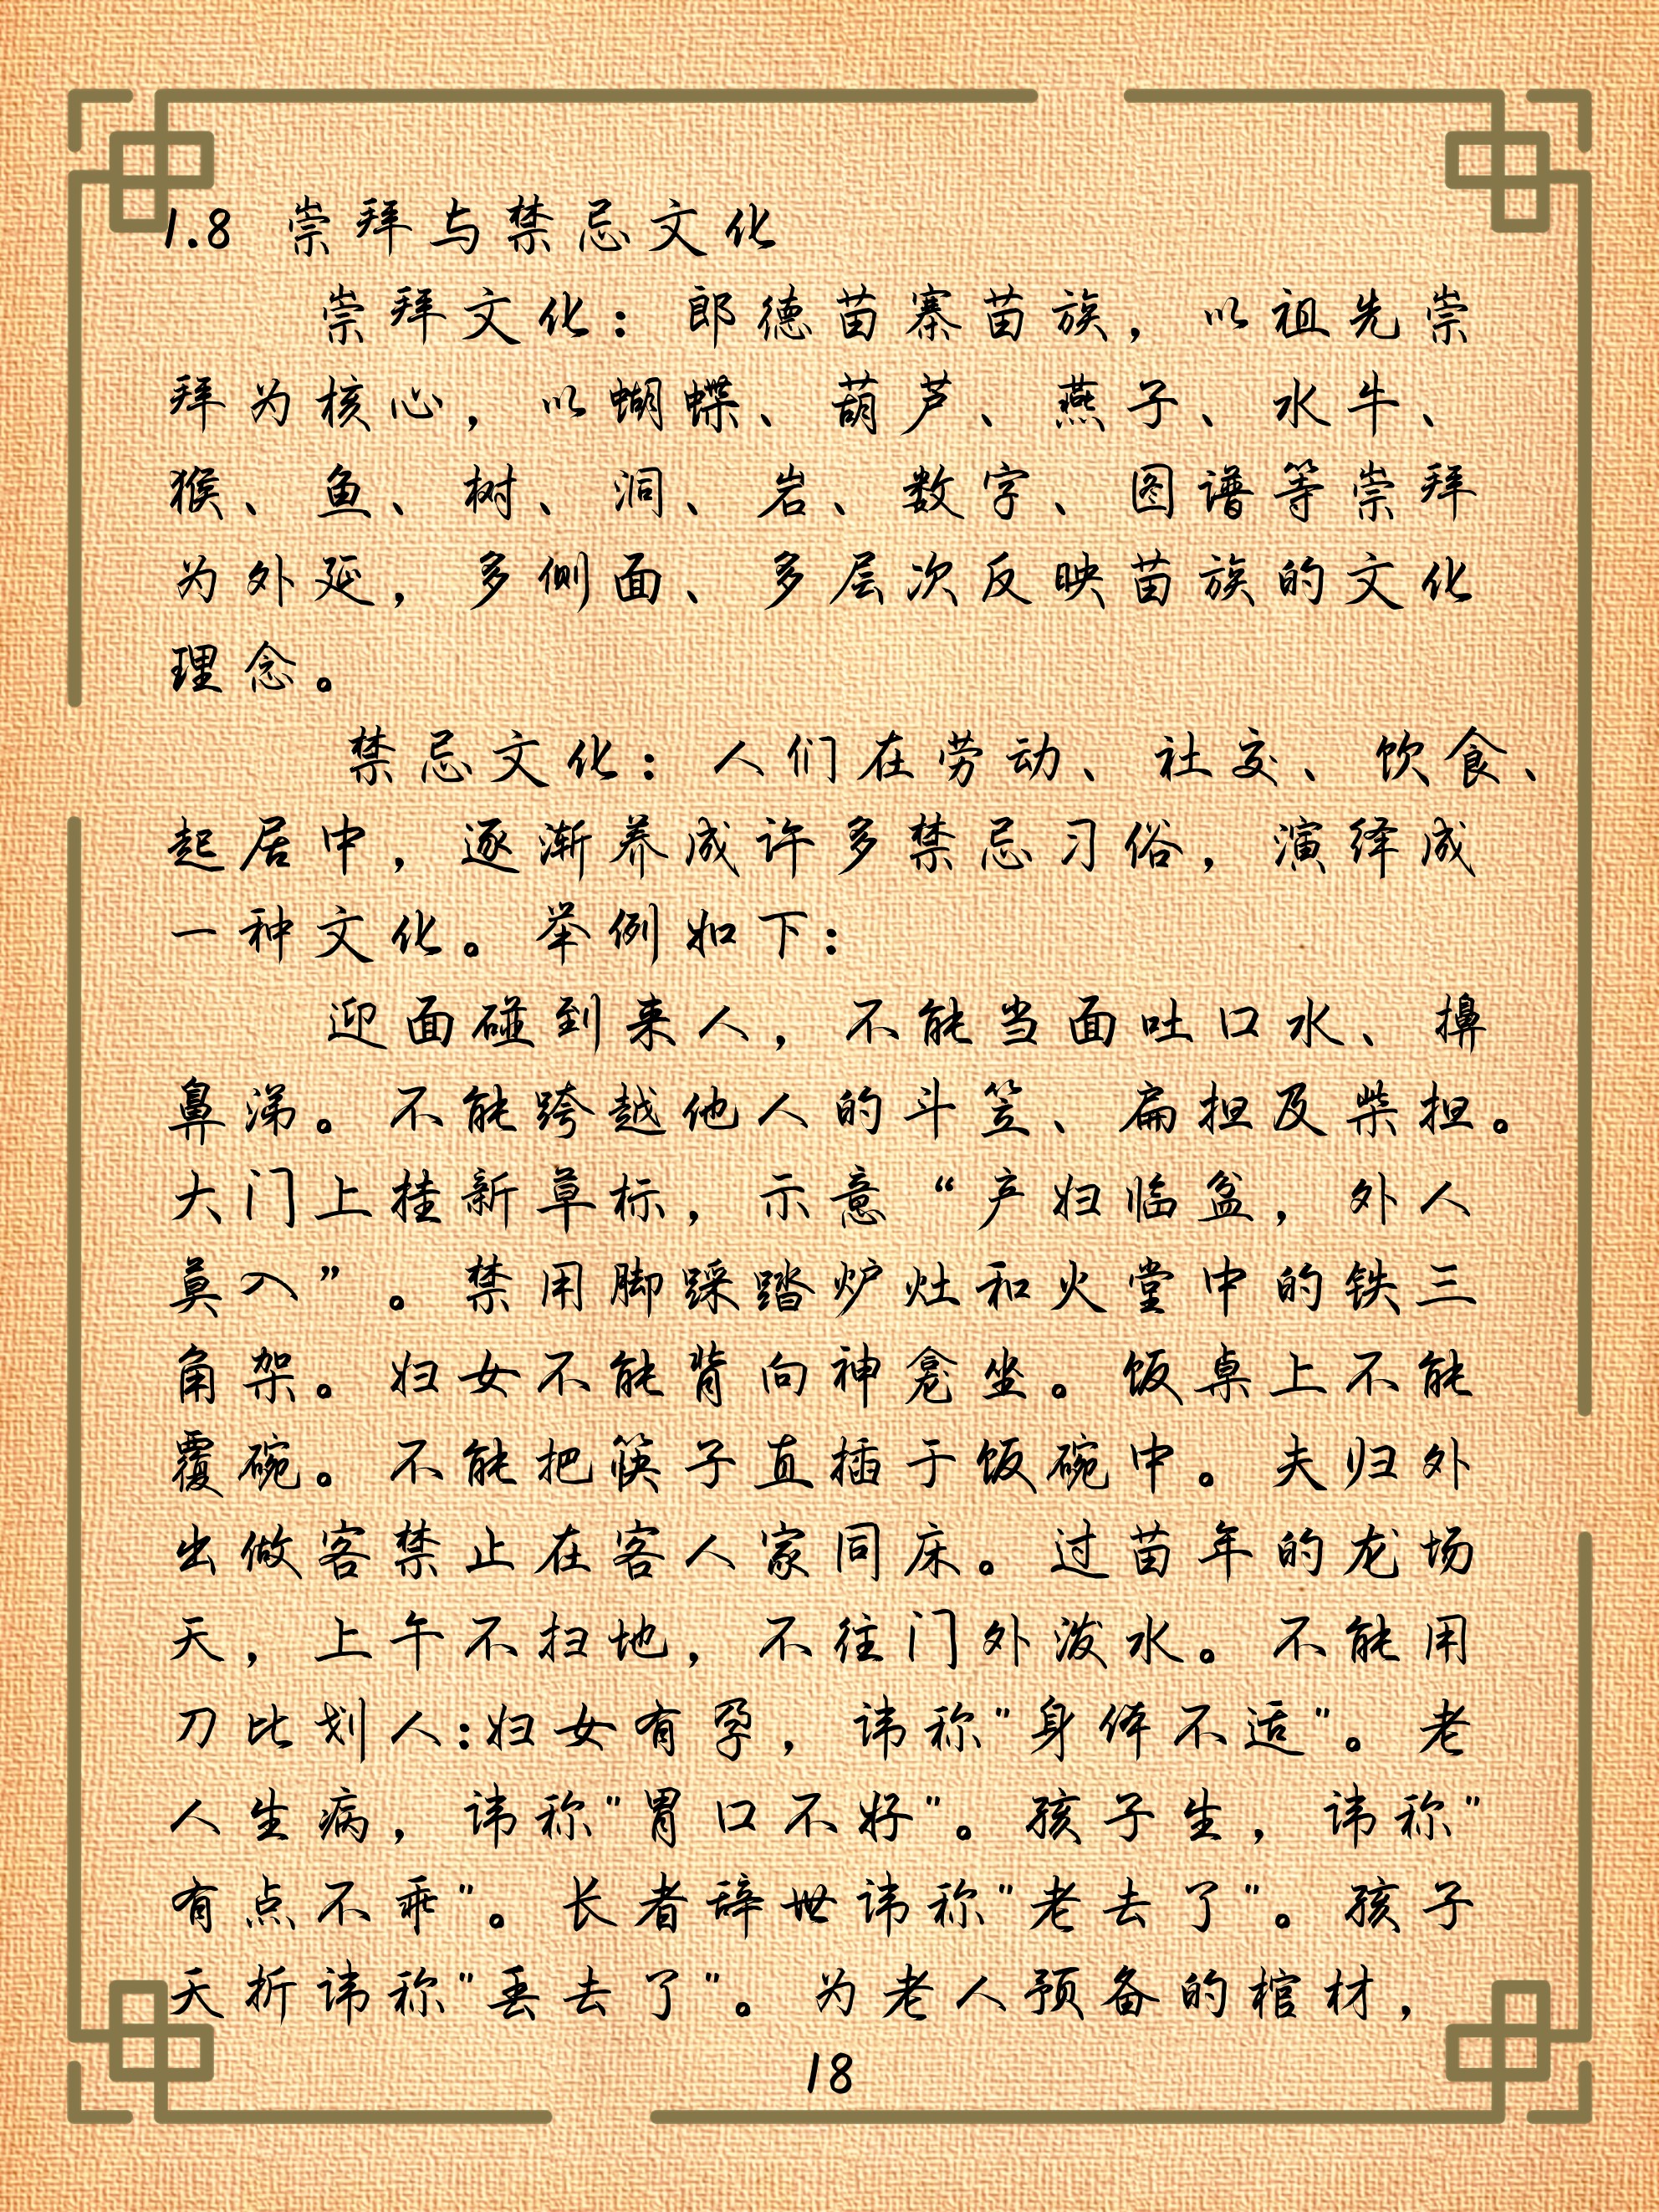 1.8 崇拜与禁忌文化
崇拜文化：郎德苗寨苗族，以祖先崇
拜为核心，以蝴蝶、葫芦、燕子、水牛、
猴、鱼、树、洞、岩、数字、图谱等崇拜
为外延，多侧面、多层次反映苗族的文化
理念。
禁忌文化：人们在劳动、社交、饮食、
起居中，逐渐养成许多禁忌习俗，演绎成
一种文化。举例如下：
迎面碰到来人，不能当面吐口水、擤
鼻涕。不能跨越他人的斗笠、扁担及柴担。
大门上挂新草标，示意“产妇临盆，外人
莫入”。禁用脚踩踏炉灶和火堂中的铁三
角架。妇女不能背向神龛坐。饭桌上不能
覆碗。不能把筷子直插于饭碗中。夫归外
出做客禁止在客人家同床。过苗年的龙场
天，上午不扫地，不往门外泼水。不能用
刀比划人:妇女有孕，讳称"身体不适"。老
人生病，讳称"胃口不好"。孩子生，讳称"
有点不乖"。长者辞世讳称"老去了"。孩子
夭折讳称"丢去了"。为老人预备的棺材，
18